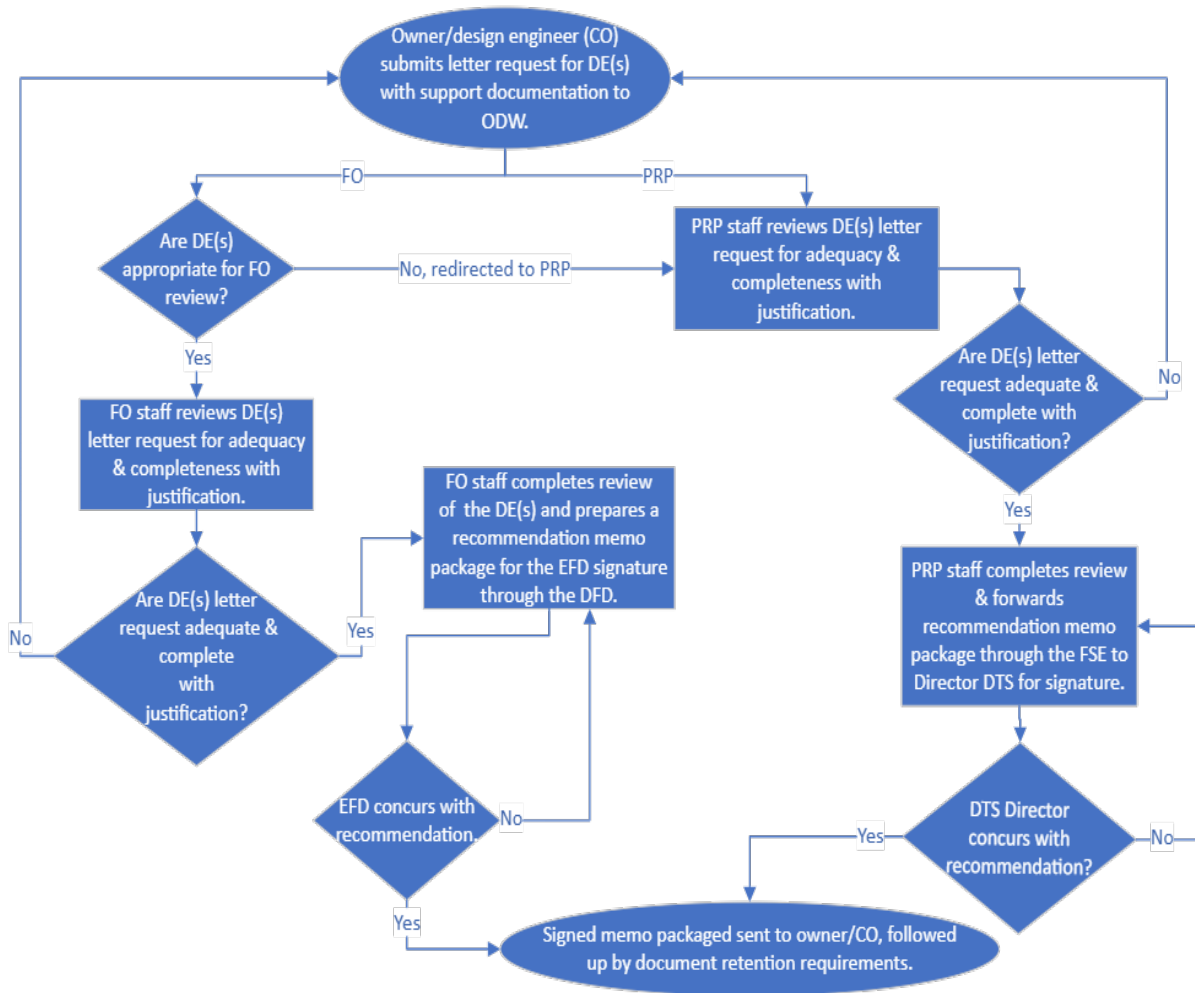 Owner/design engineer (CO)
submits letter request for DE(s)
with support documentation to
ODW.
FO
PRP
Are DE(s)
appropriate for FO
review?
No, redirected to PRP
PRP staff reviews DE(s) letter
request for adequacy &
completeness with
justification.
Yes
Are DE(s) letter
request adequate &
complete with
justification?
No
FO staff reviews DE(s)
letter request for adequacy
& completeness with
justification.
FO staff completes review
of the DE(s) and prepares a
recommendation memo
package for the EFD signature
through the DFD.
Yes
Are DE(s) letter
request adequate &
complete
with
justification?
No
Yes
PRP staff completes review
& forwards
recommendation memo
package through the FSE to
Director DTS for signature.
EFD concurs with
recommendation.
No
DTS Director
concurs with
recommendation?
Yes
No
Yes
Signed memo packaged sent to owner/CO, followed
up by document retention requirements.